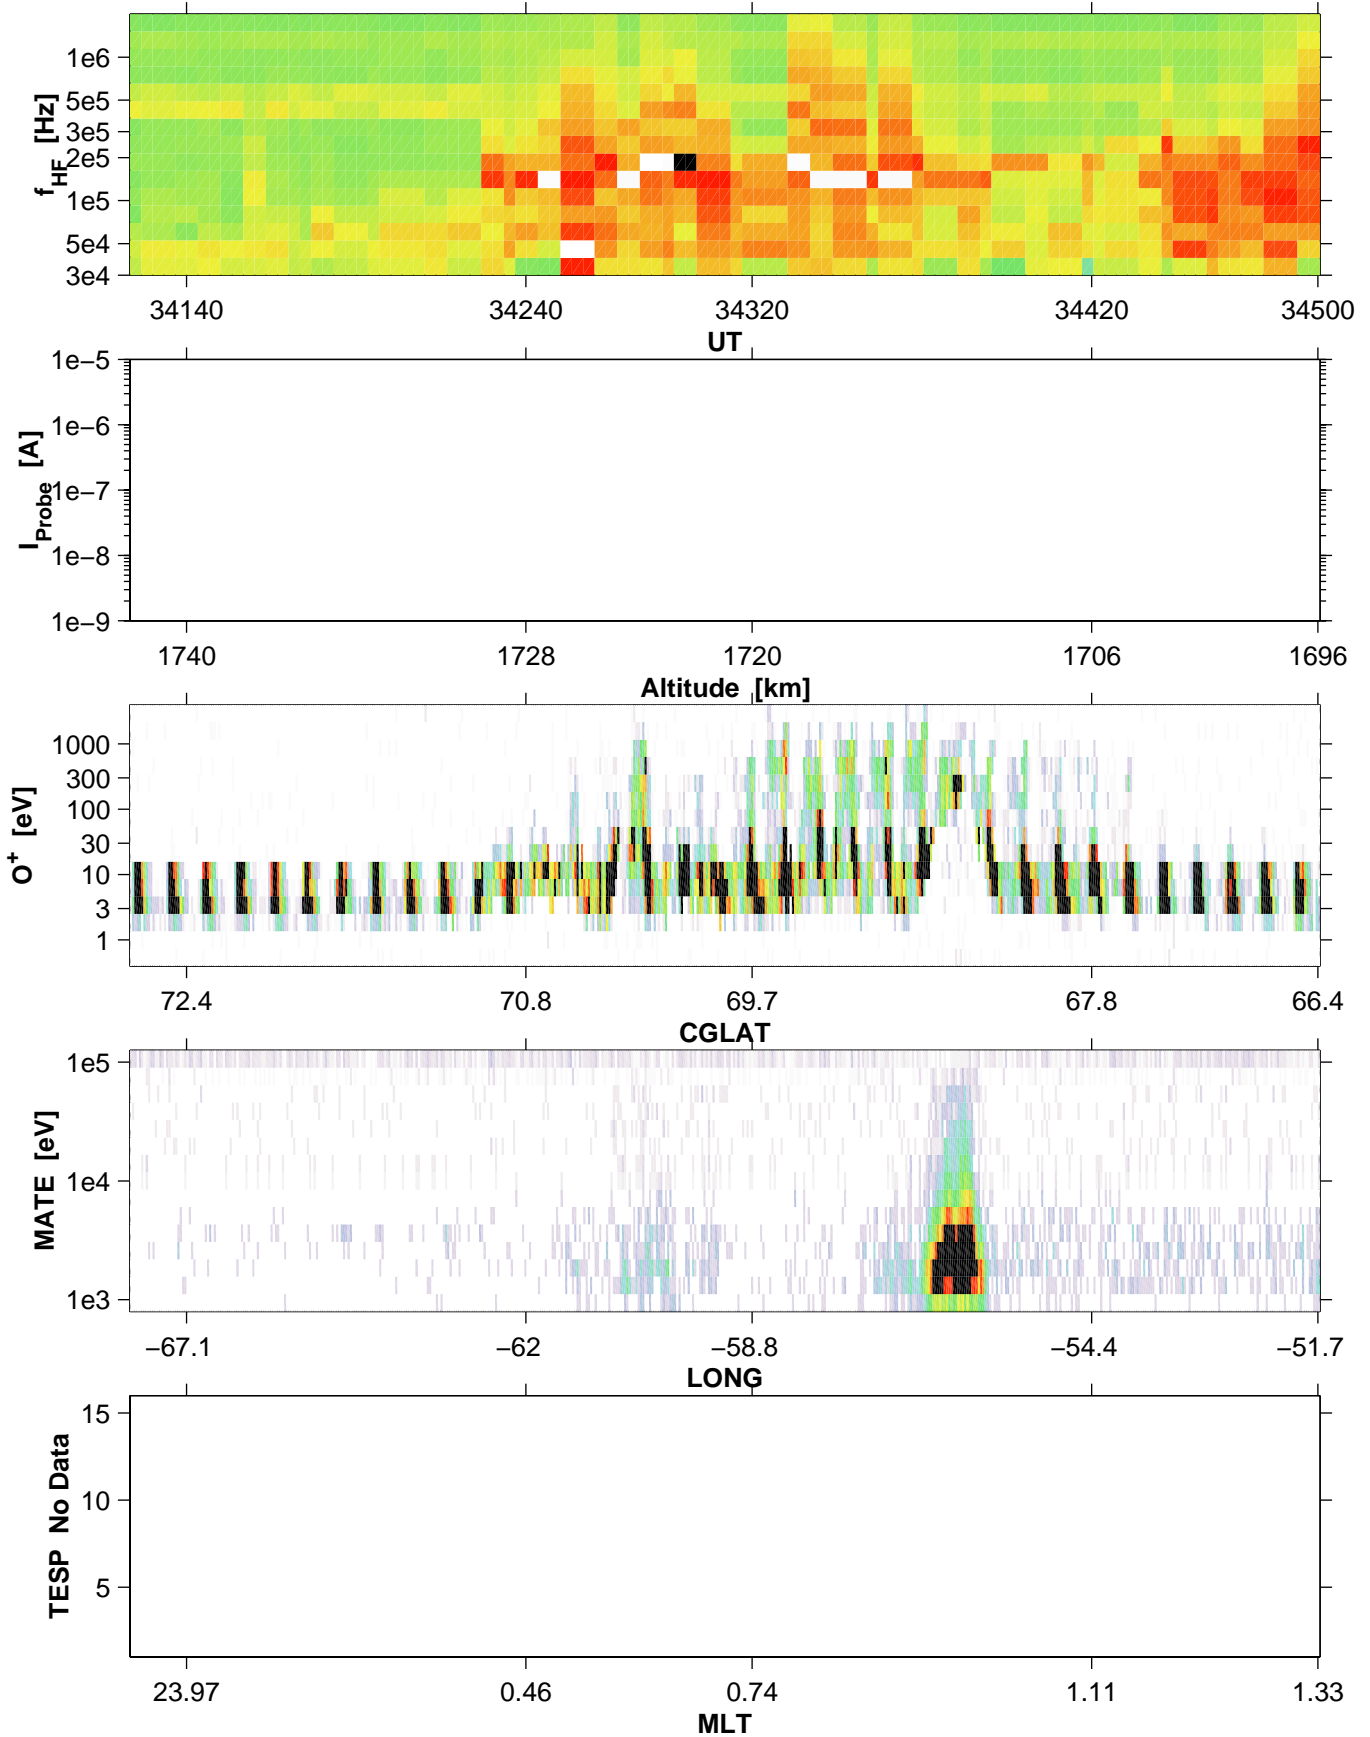 1e6
5e5
3e5
2e5
1e5
5e4
3e4
f_HF [Hz]
34140 34240 34320 34420 34500
UT
1e−5
1e−6
1e−7
1e−8
1e−9
I_Probe [A]
1740 1728 1720 1706 1696
Altitude [km]
1000
300
100
30
10
3
1
O⁺ [eV]
72.4 70.8 69.7 67.8 66.4
CGLAT
1e5
1e4
1e3
MATE [eV]
−67.1 −62 −58.8 −54.4 −51.7
LONG
15
10
5
TESP No Data
23.97 0.46 0.74 1.11 1.33
MLT